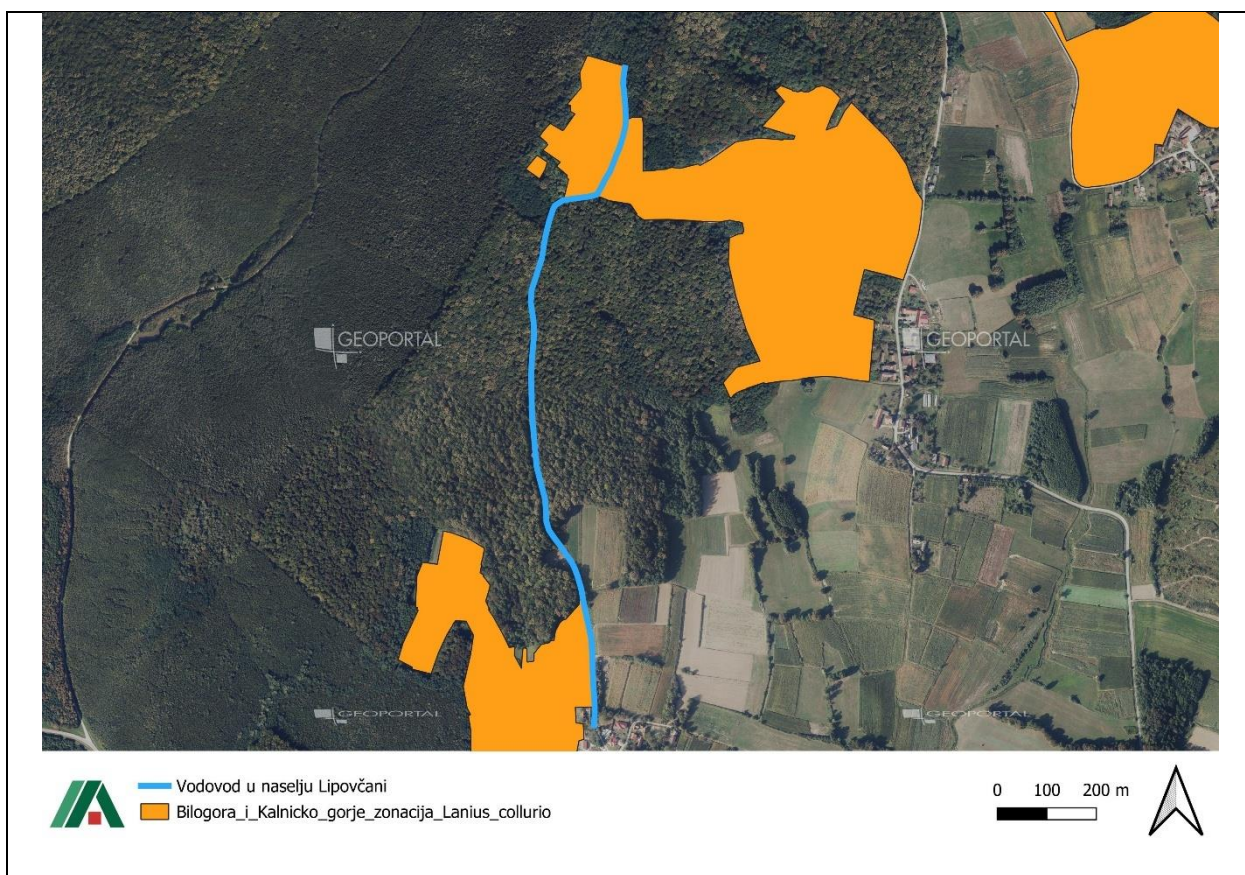 GEOPORTAL
GEOPORTAL
GEOPORTAL
GEOPORTAL
Vodovod u naselju Lipovčani
Bilogora_i_Kalnicko_gorje_zonacija_Lanius_collurio
0 100 200 m